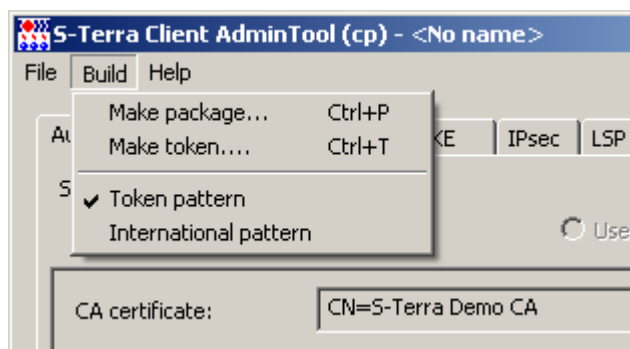 S-Terra Client AdminTool (cp) - <No name>
File Build Help
Make package... Ctrl+P
Make token.... Ctrl+T
IPsec LSP
Token pattern
International pattern
Use
CA certificate: CN=S-Terra Demo CA